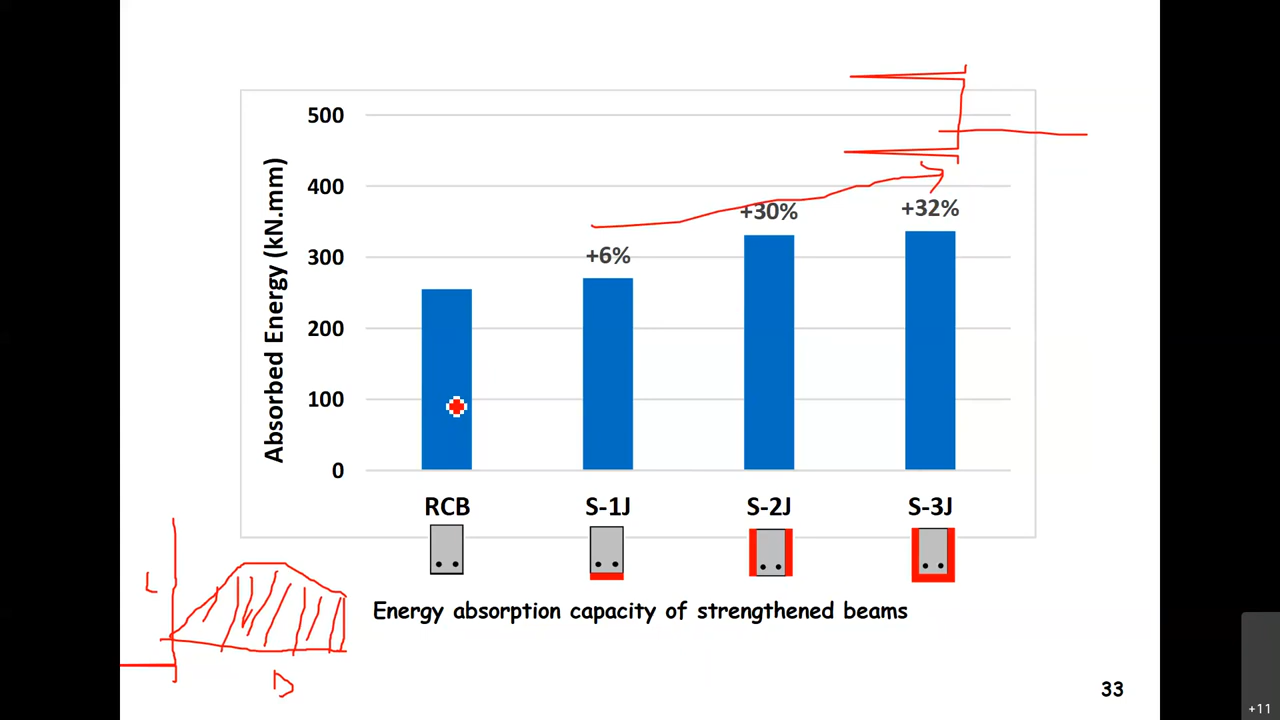 500
400
300
200
100
0
Absorbed Energy (kN.mm)
+6%
+30%
+32%
RCB
S-1J
S-2J
S-3J
Energy absorption capacity of strengthened beams
L
D
33
+11